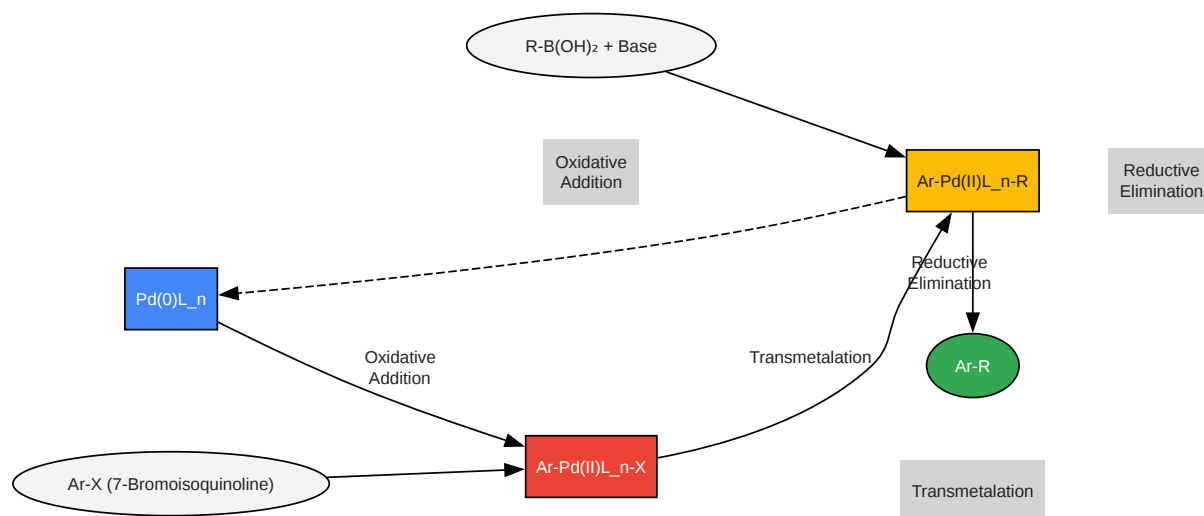 R-B(OH)₂ + Base
Oxidative
Addition
Ar-Pd(II)L_n-R
Reductive
Elimination
Reductive
Elimination
Pd(0)L_n
Oxidative
Addition
Transmetalation
Ar-R
Ar-Pd(II)L_n-X
Ar-X (7-Bromoisoquinoline)
Transmetalation